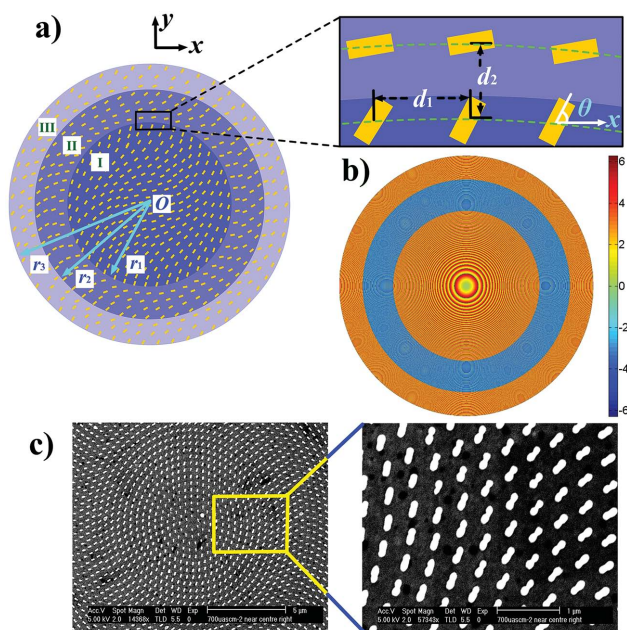 a)
y
x
III
II
I
O
r3
r2
r1
d1
d2
θ
x
b)
6
4
2
0
-2
-4
-6
c)
Acc.V Spot Magn Det WD Exp
5.00 kV 2.0 14368x TLD 5.5 0
5 µm
700uascm-2 near centre right
Acc.V Spot Magn Det WD Exp
5.00 kV 2.0 57343x TLD 5.5 0
1 µm
700uascm-2 near centre right